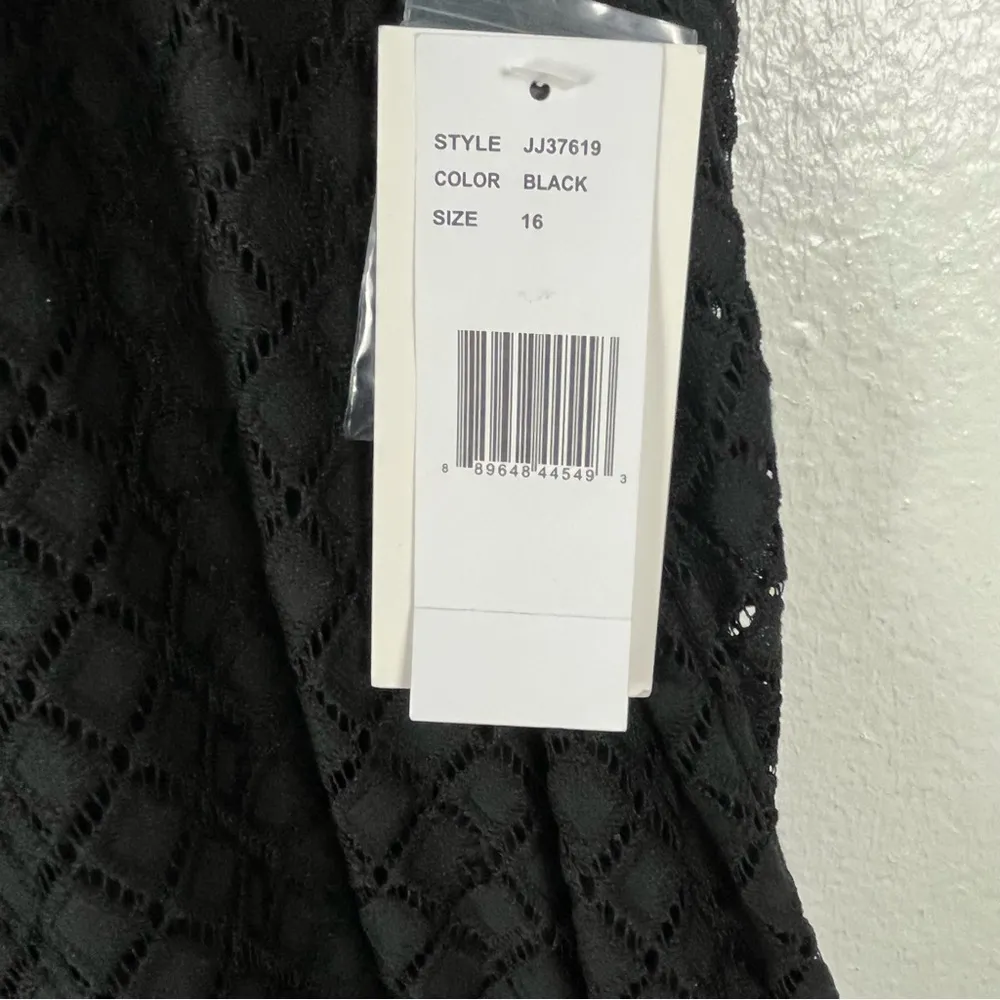 STYLE JJ37619
COLOR BLACK
SIZE 16
8 89648 44549 3